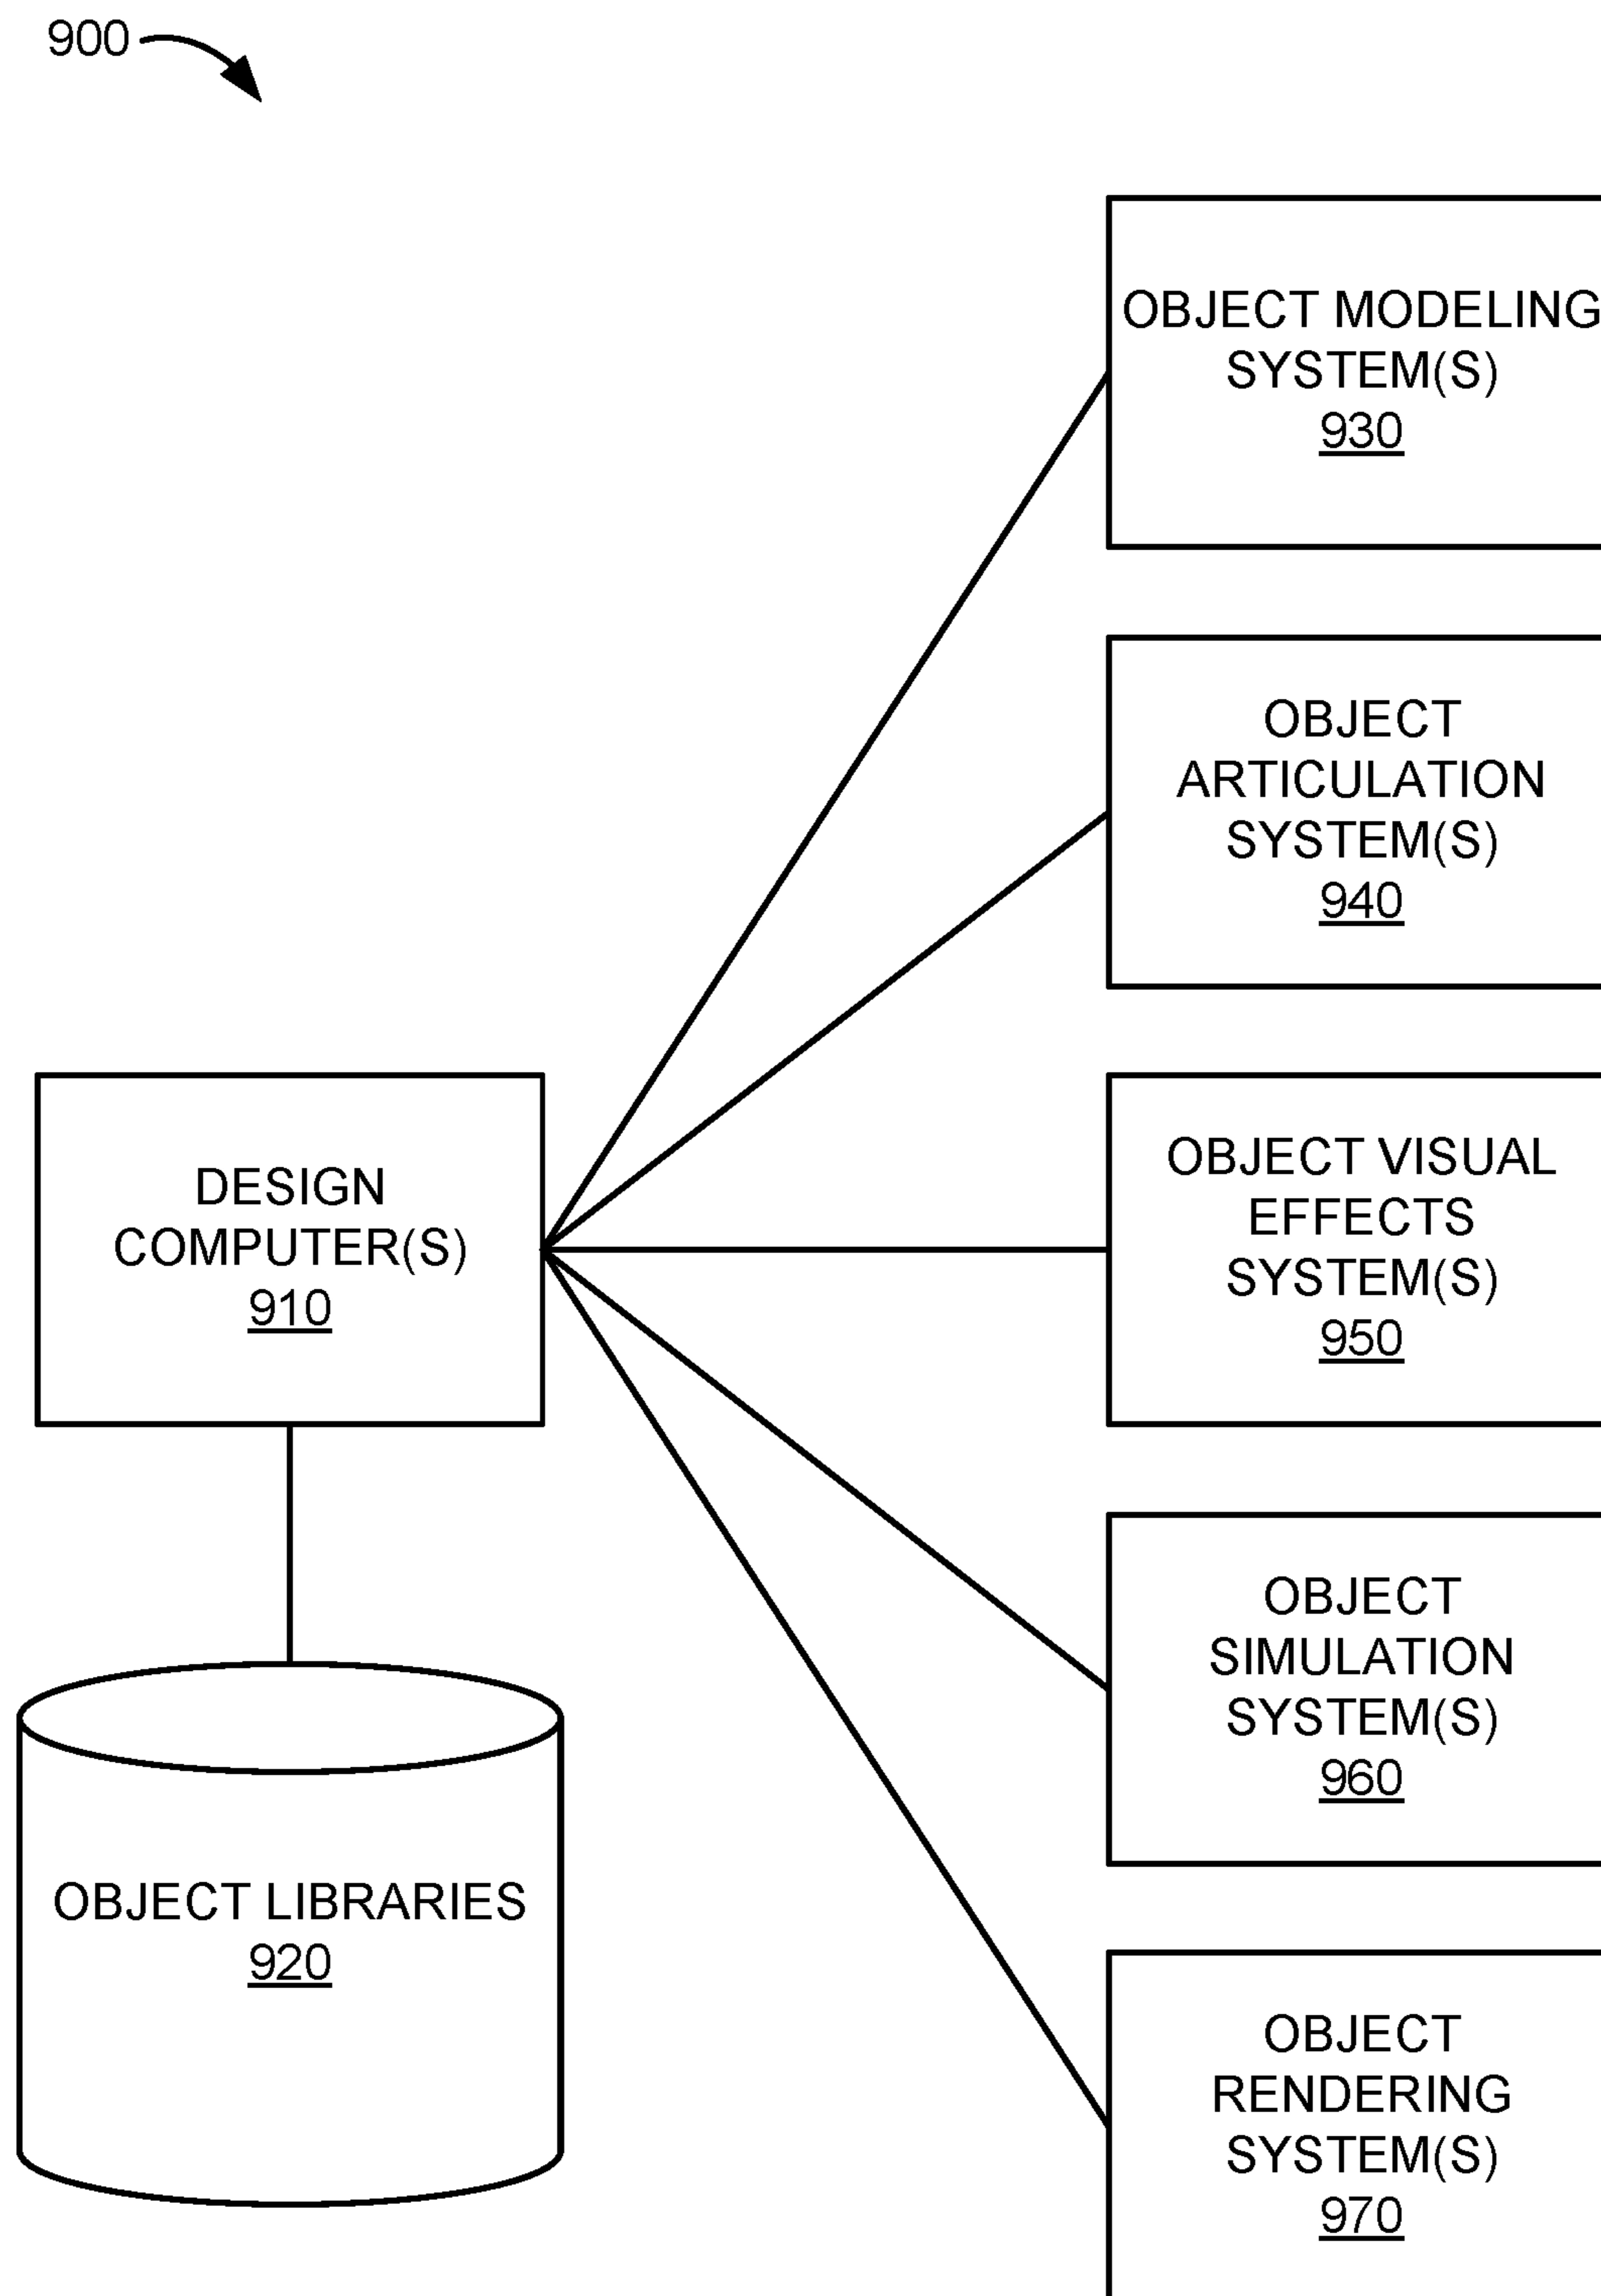 900
OBJECT MODELING
SYSTEM(S)
930
OBJECT
ARTICULATION
SYSTEM(S)
940
DESIGN
COMPUTER(S)
910
OBJECT VISUAL
EFFECTS
SYSTEM(S)
950
OBJECT
SIMULATION
SYSTEM(S)
960
OBJECT LIBRARIES
920
OBJECT
RENDERING
SYSTEM(S)
970